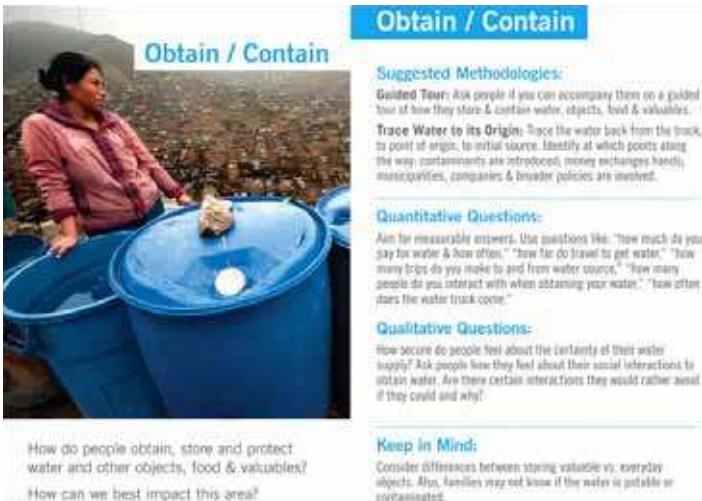 Obtain / Contain
How do people obtain, store and protect
water and other objects, food & valuables?
How can we best impact this area?
Obtain / Contain
Suggested Methodologies:
Guided Tour: Ask people if you can accompany them on a guided
tour of how they store & contain water, objects, food & valuables.
Trace Water to its Origin: Trace the water back from the truck,
to point of origin, to initial source. Identify at which points along
the way: contaminants are introduced; money exchanges hands;
municipalities, companies & broader policies are involved.
Quantitative Questions:
Aim for measurable answers. Use questions like: "how much do you
pay for water & how often," "how far do travel to get water," "how
many trips do you make to and from water source," "how many
people do you interact with when obtaining your water," "how often
does the water truck come."
Qualitative Questions:
How secure do people feel about the certainty of their water
supply? Ask people how they feel about their social interactions to
obtain water. Are there certain interactions they would rather avoid
if they could and why?
Keep in Mind:
Consider differences between storing valuable vs. everyday
objects. Also, families may not know if the water is potable or
contaminated.